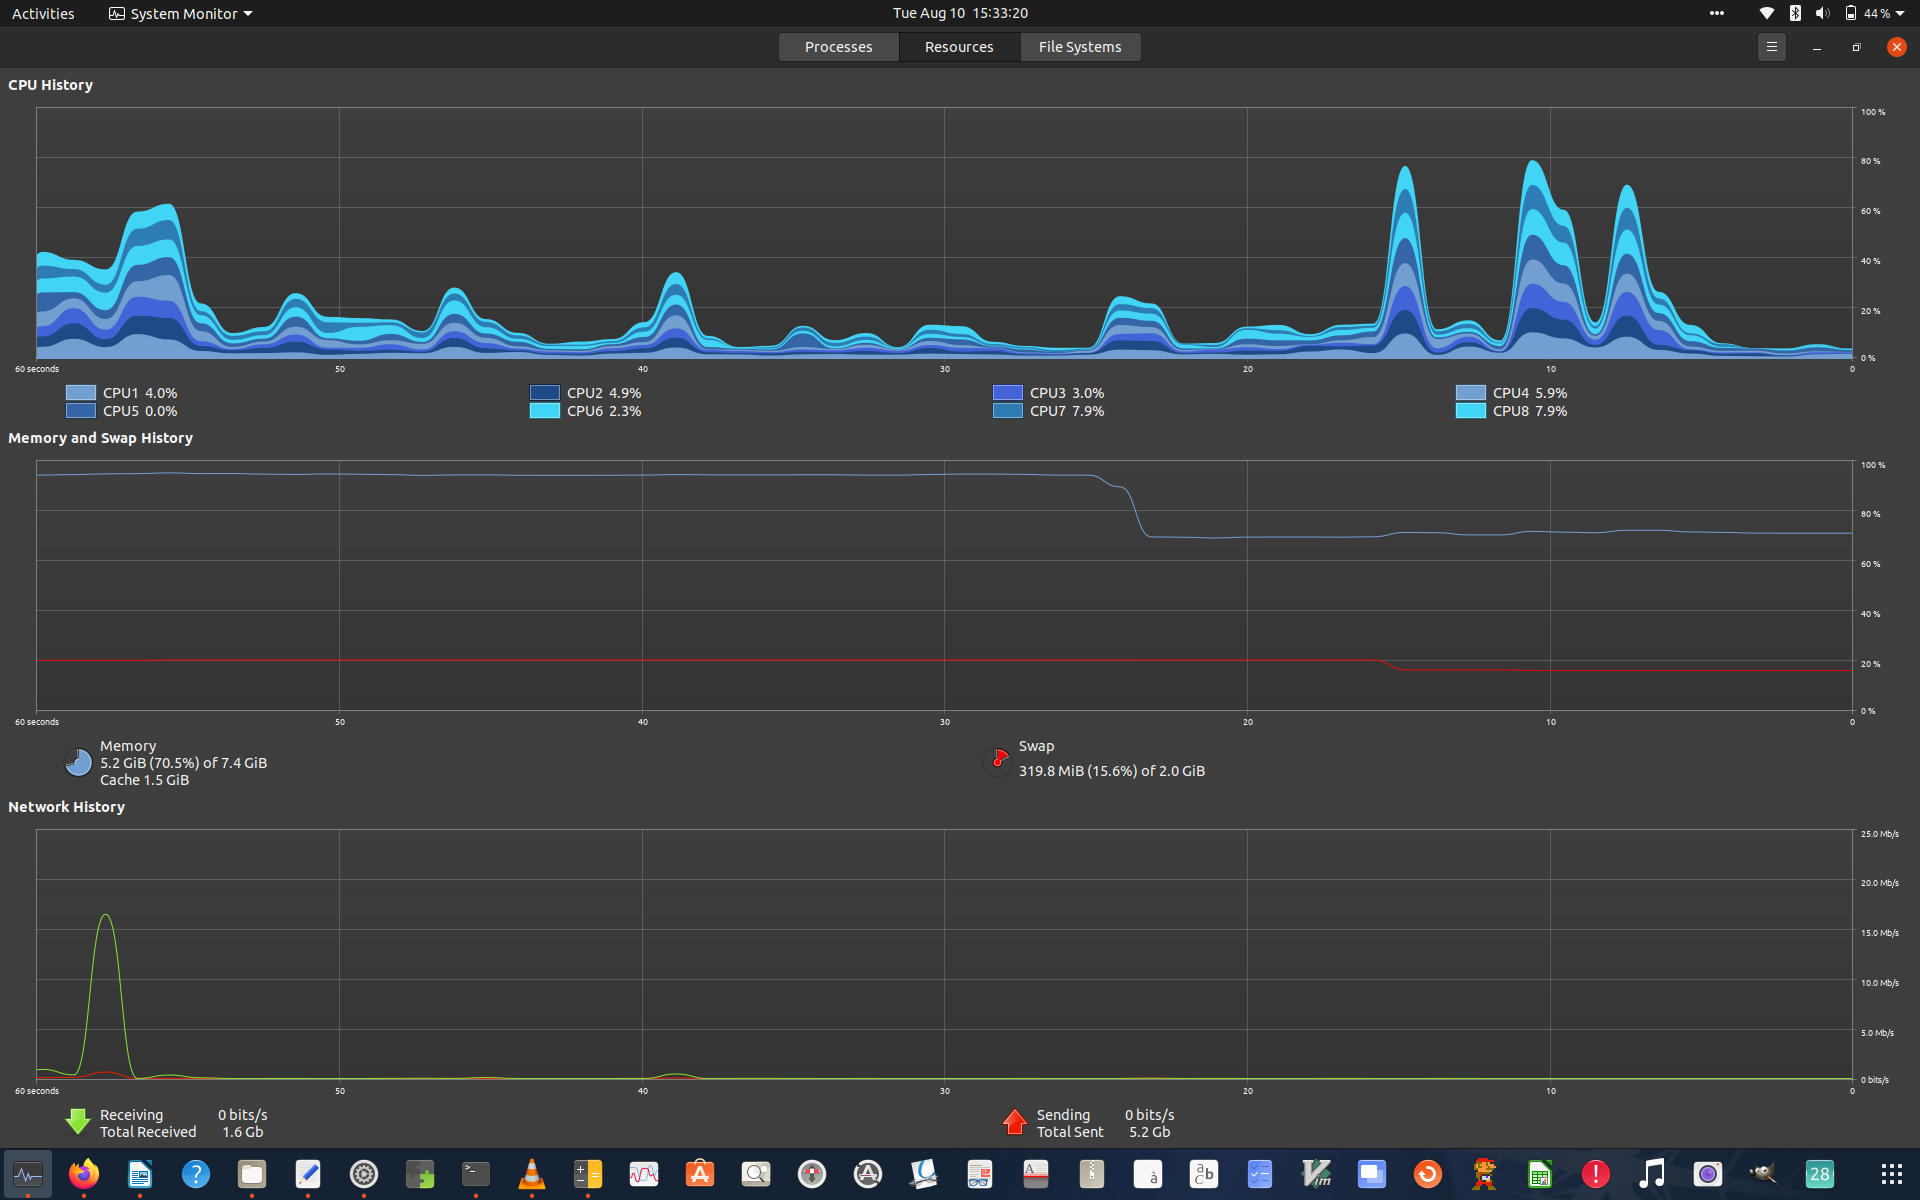 Activities System Monitor Tue Aug 10 15:33:20 44%
Processes Resources File Systems
CPU History
100 %
80 %
60 %
40 %
20 %
0 %
60 seconds 50 40 30 20 10 0
CPU1 4.0% CPU2 4.9% CPU3 3.0% CPU4 5.9%
CPU5 0.0% CPU6 2.3% CPU7 7.9% CPU8 7.9%
Memory and Swap History
100 %
80 %
60 %
40 %
20 %
0 %
60 seconds 50 40 30 20 10 0
Memory
5.2 GiB (70.5%) of 7.4 GiB
Cache 1.5 GiB
Swap
319.8 MiB (15.6%) of 2.0 GiB
Network History
25.0 Mb/s
20.0 Mb/s
15.0 Mb/s
10.0 Mb/s
5.0 Mb/s
0 bits/s
60 seconds 50 40 30 20 10 0
Receiving 0 bits/s
Total Received 1.6 Gb
Sending 0 bits/s
Total Sent 5.2 Gb
? >_ A à a b c Vim ! 28